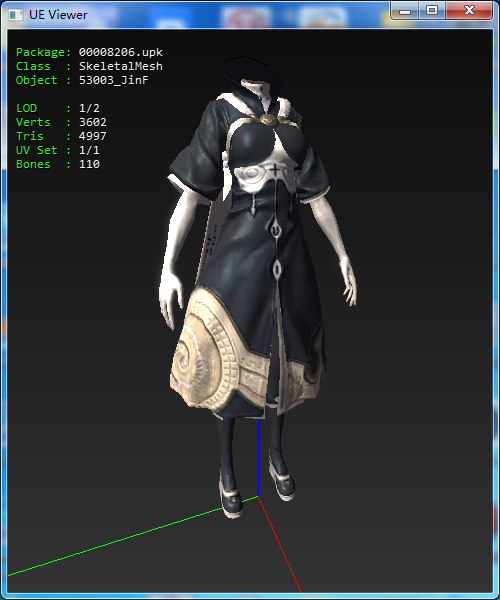 UE Viewer
Package: 00008206.upk
Class  : SkeletalMesh
Object : 53003_JinF
LOD    : 1/2
Verts  : 3602
Tris   : 4997
UV Set : 1/1
Bones  : 110